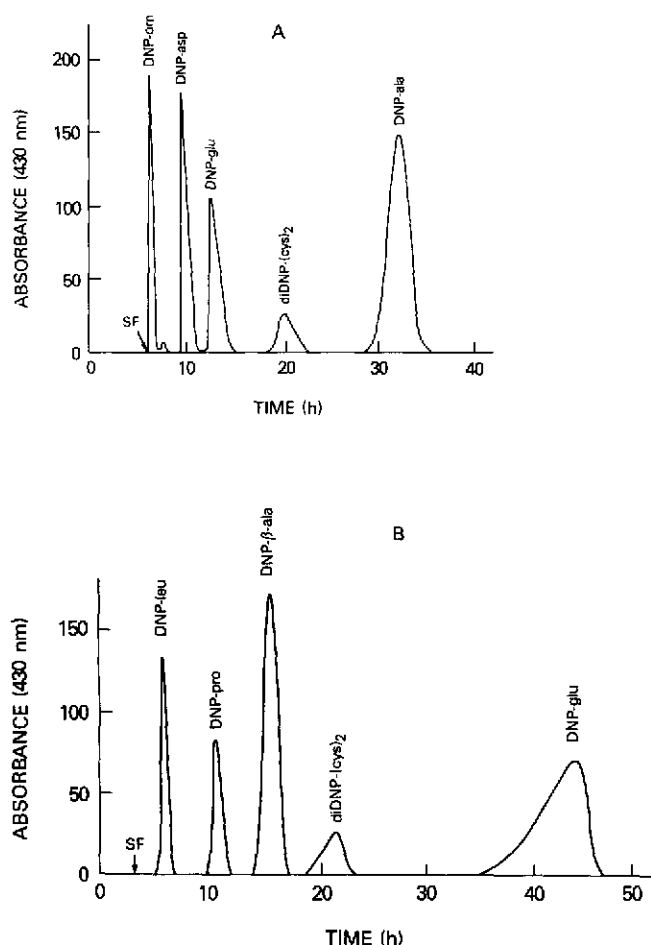 A
DNP-orn
DNP-asp
DNP-glu
diDNP-(cys)2
DNP-ala
ABSORBANCE (430 nm)
200
150
100
50
0
SF
0 10 20 30 40
TIME (h)
B
DNP-leu
DNP-pro
DNP-β-ala
diDNP-(cys)2
DNP-glu
ABSORBANCE (430 nm)
150
100
50
0
SF
0 10 20 30 40 50
TIME (h)